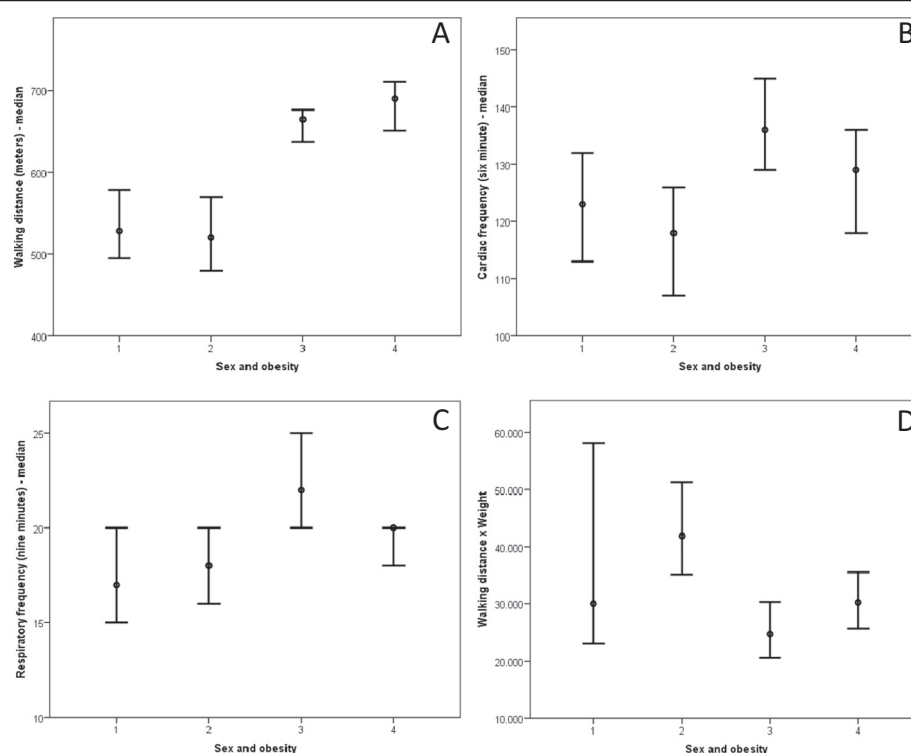 A
Walking distance (meters) - median
700
600
500
400
1 2 3 4
Sex and obesity
B
Cardiac frequency (six minute) - median
150
140
130
120
110
100
1 2 3 4
Sex and obesity
C
Respiratory frequency (nine minutes) - median
25
20
15
10
1 2 3 4
Sex and obesity
D
Walking distance x Weight
60.000
50.000
40.000
30.000
20.000
10.000
1 2 3 4
Sex and obesity